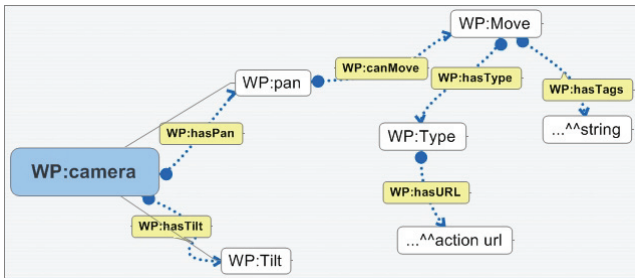 WP:Move
WP:canMove
WP:hasType
WP:pan
WP:hasTags
WP:hasPan
WP:Type
...^^string
WP:camera
WP:hasURL
WP:hasTilt
...^^action url
WP:Tilt